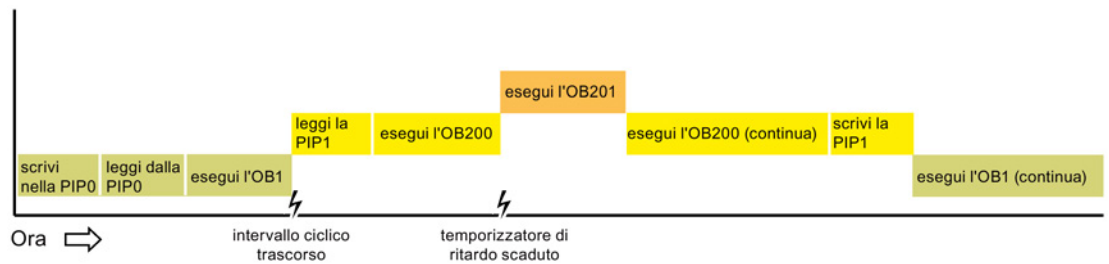 esegui l'OB201
leggi la
PIP1
esegui l'OB200
esegui l'OB200 (continua)
scrivi la
PIP1
scrivi
nella PIP0
leggi dalla
PIP0
esegui l'OB1
esegui l'OB1 (continua)
Ora
intervallo ciclico
trascorso
temporizzatore di
ritardo scaduto